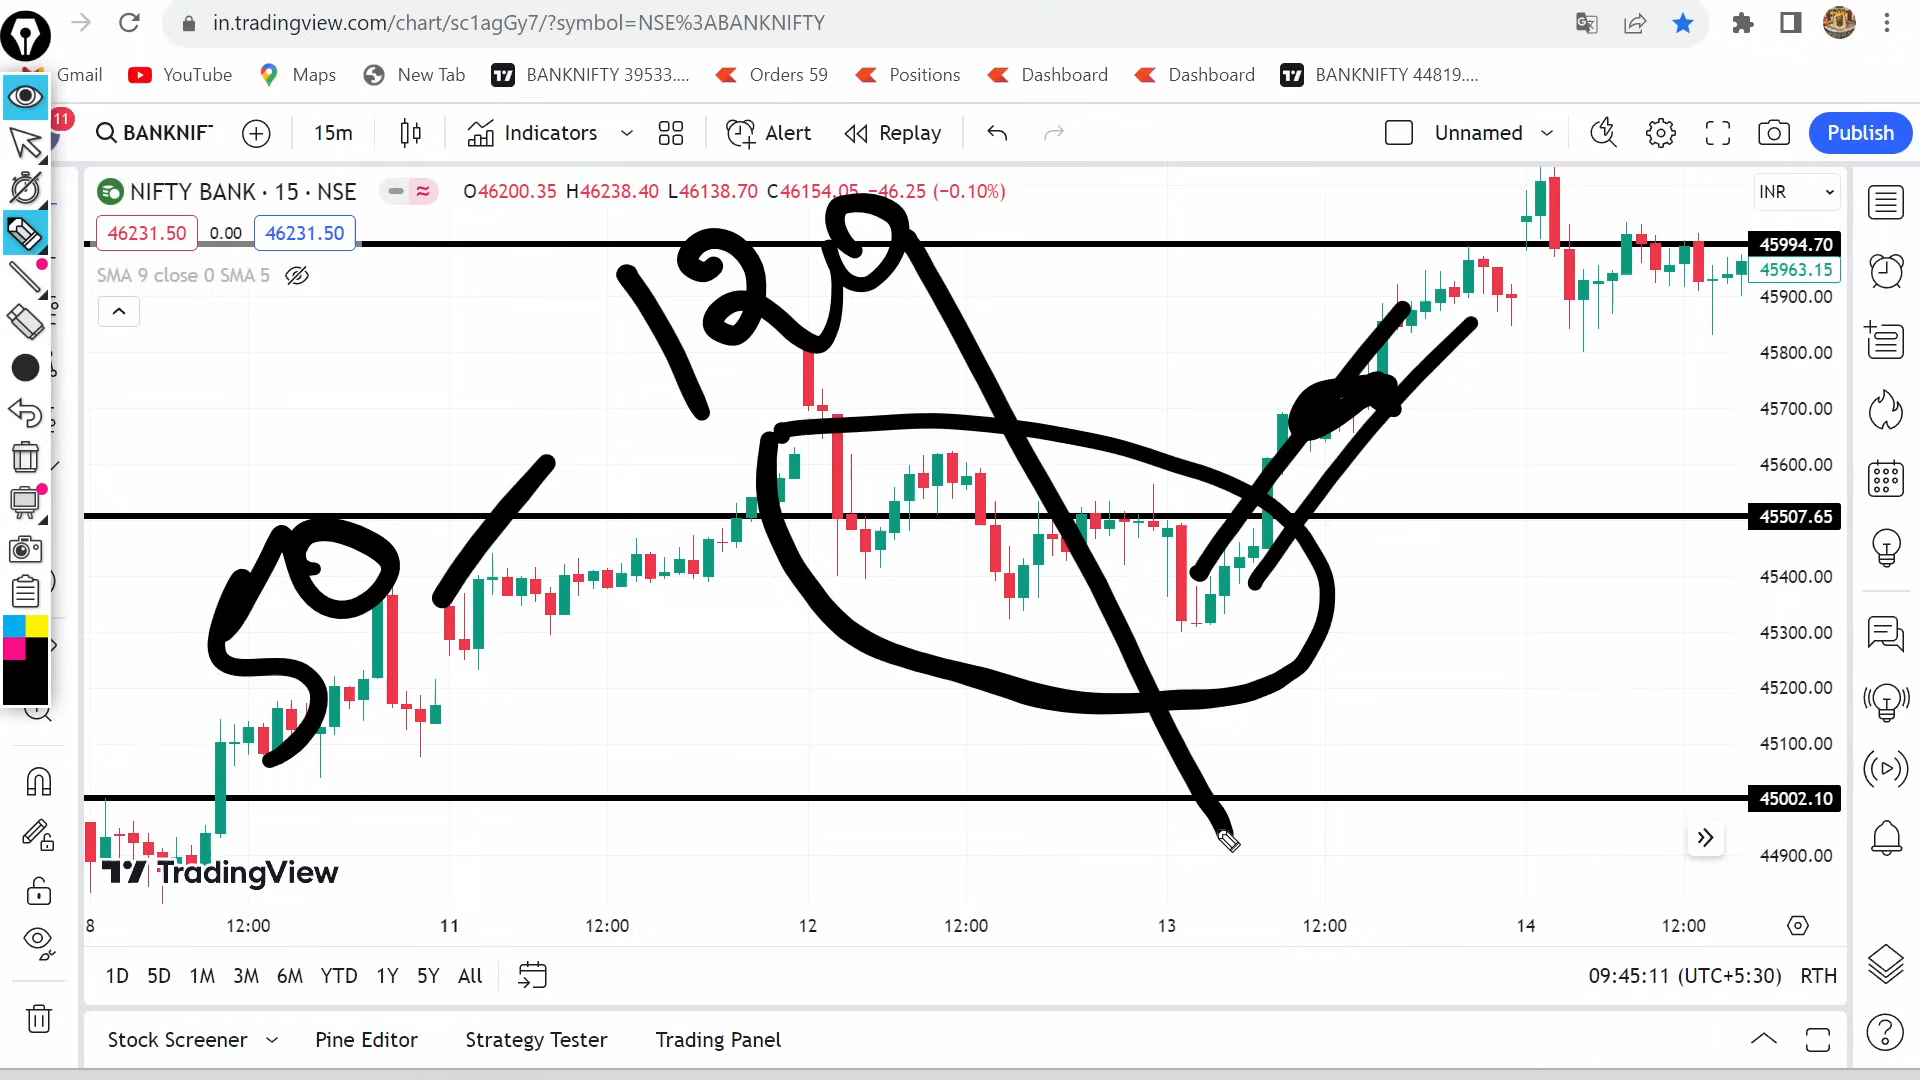 in.tradingview.com/chart/sc1agGy7/?symbol=NSE%3ABANKNIFTY
Gmail YouTube Maps New Tab BANKNIFTY 39533.... Orders 59 Positions Dashboard Dashboard BANKNIFTY 44819....
11 BANKNIF 15m Indicators Alert Replay Unnamed Publish
NIFTY BANK · 15 · NSE O46200.35 H46238.40 L46138.70 C46154.05 −46.25 (−0.10%) INR
46231.50 0.00 46231.50
SMA 9 close 0 SMA 5
45994.70
45963.15
45900.00
45800.00
45700.00
45600.00
45507.65
45400.00
45300.00
45200.00
45100.00
45002.10
44900.00
120
50
TradingView
8 12:00 11 12:00 12 12:00 13 12:00 14 12:00
1D 5D 1M 3M 6M YTD 1Y 5Y All 09:45:11 (UTC+5:30) RTH
Stock Screener Pine Editor Strategy Tester Trading Panel